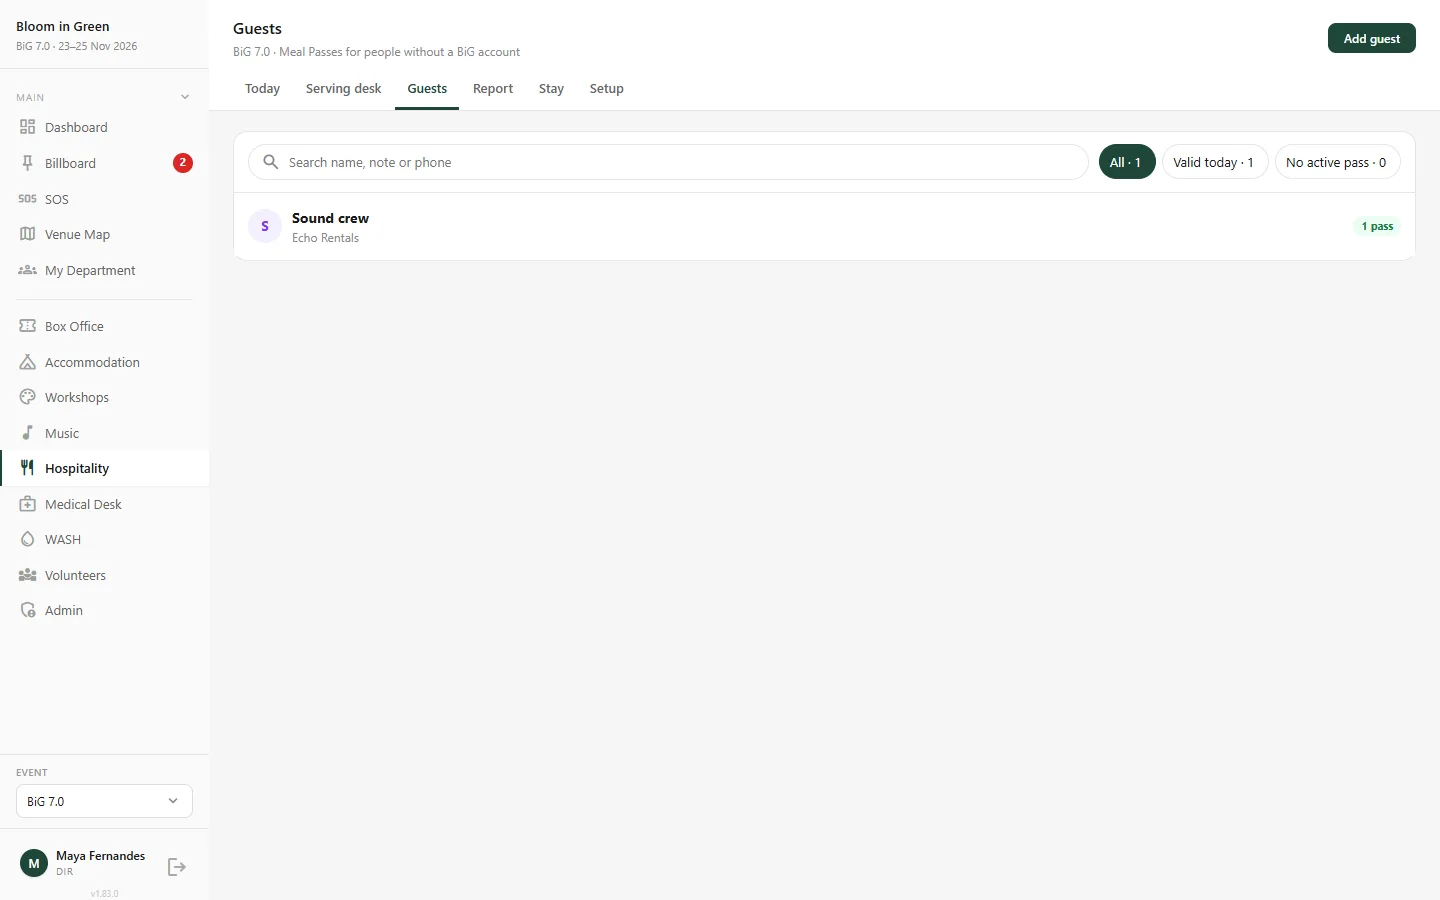 Bloom in Green
BiG 7.0 · 23–25 Nov 2026
MAIN
Dashboard
Billboard
2
SOS
SOS
Venue Map
My Department
Box Office
Accommodation
Workshops
Music
Hospitality
Medical Desk
WASH
Volunteers
Admin
EVENT
BiG 7.0
M
Maya Fernandes
DIR
v1.83.0
Guests
BiG 7.0 · Meal Passes for people without a BiG account
Add guest
Today
Serving desk
Guests
Report
Stay
Setup
Search name, note or phone
All · 1
Valid today · 1
No active pass · 0
S
Sound crew
Echo Rentals
1 pass